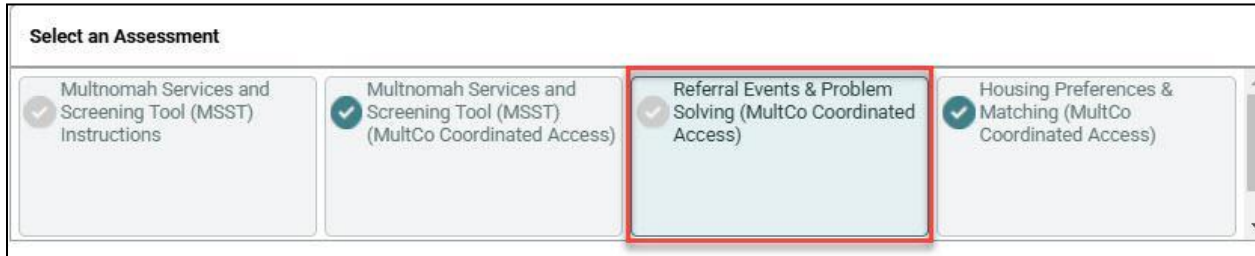 Select an Assessment
Multnomah Services and
Screening Tool (MSST)
Instructions
Multnomah Services and
Screening Tool (MSST)
(MultCo Coordinated Access)
Referral Events & Problem
Solving (MultCo Coordinated
Access)
Housing Preferences &
Matching (MultCo
Coordinated Access)